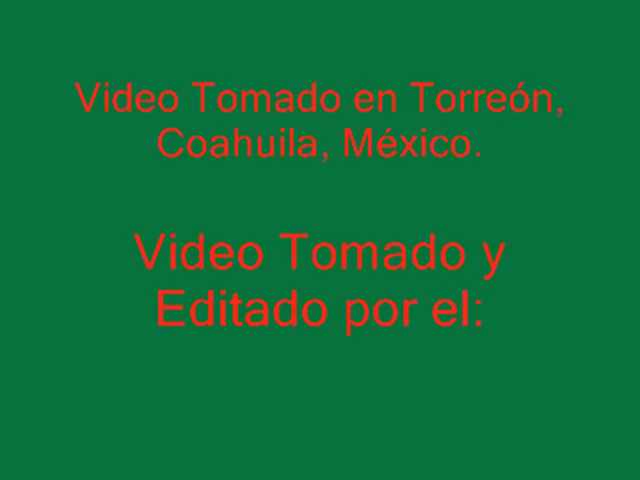 Video Tomado en Torreón,
Coahuila, México.
Video Tomado y
Editado por el: